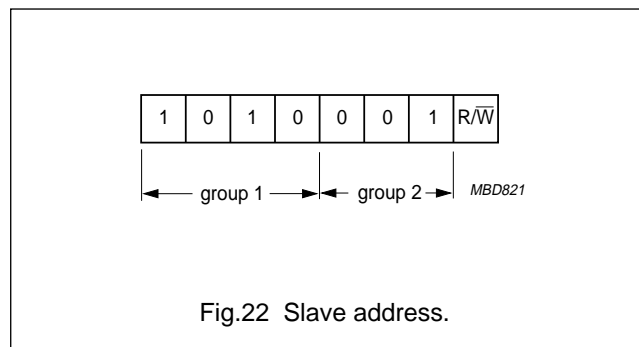 1 0 1 0 0 0 1 R/W̅
group 1 group 2 MBD821
Fig.22 Slave address.